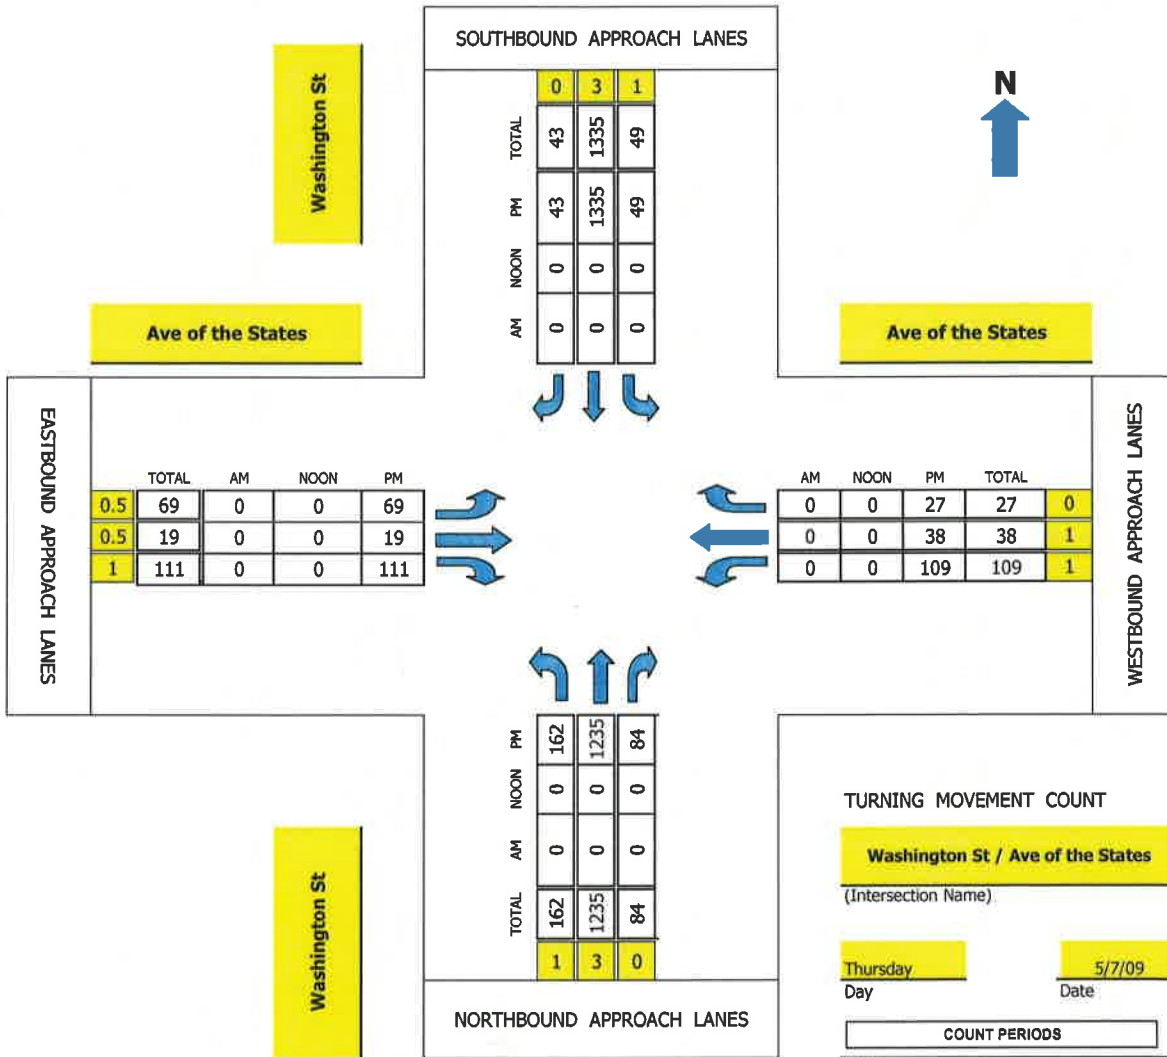 SOUTHBOUND APPROACH LANES
Washington St
N
0 3 1
TOTAL 43 1335 49
PM 43 1335 49
NOON 0 0 0
AM 0 0 0
Ave of the States
Ave of the States
EASTBOUND APPROACH LANES
TOTAL AM NOON PM
0.5 69 0 0 69
0.5 19 0 0 19
1 111 0 0 111
AM NOON PM TOTAL
0 0 27 27 0
0 0 38 38 1
0 0 109 109 1
WESTBOUND APPROACH LANES
PM 162 1235 84
NOON 0 0 0
AM 0 0 0
TOTAL 162 1235 84
1 3 0
NORTHBOUND APPROACH LANES
Washington St
TURNING MOVEMENT COUNT
Washington St / Ave of the States
(Intersection Name)
Thursday 5/7/09
Day Date
COUNT PERIODS